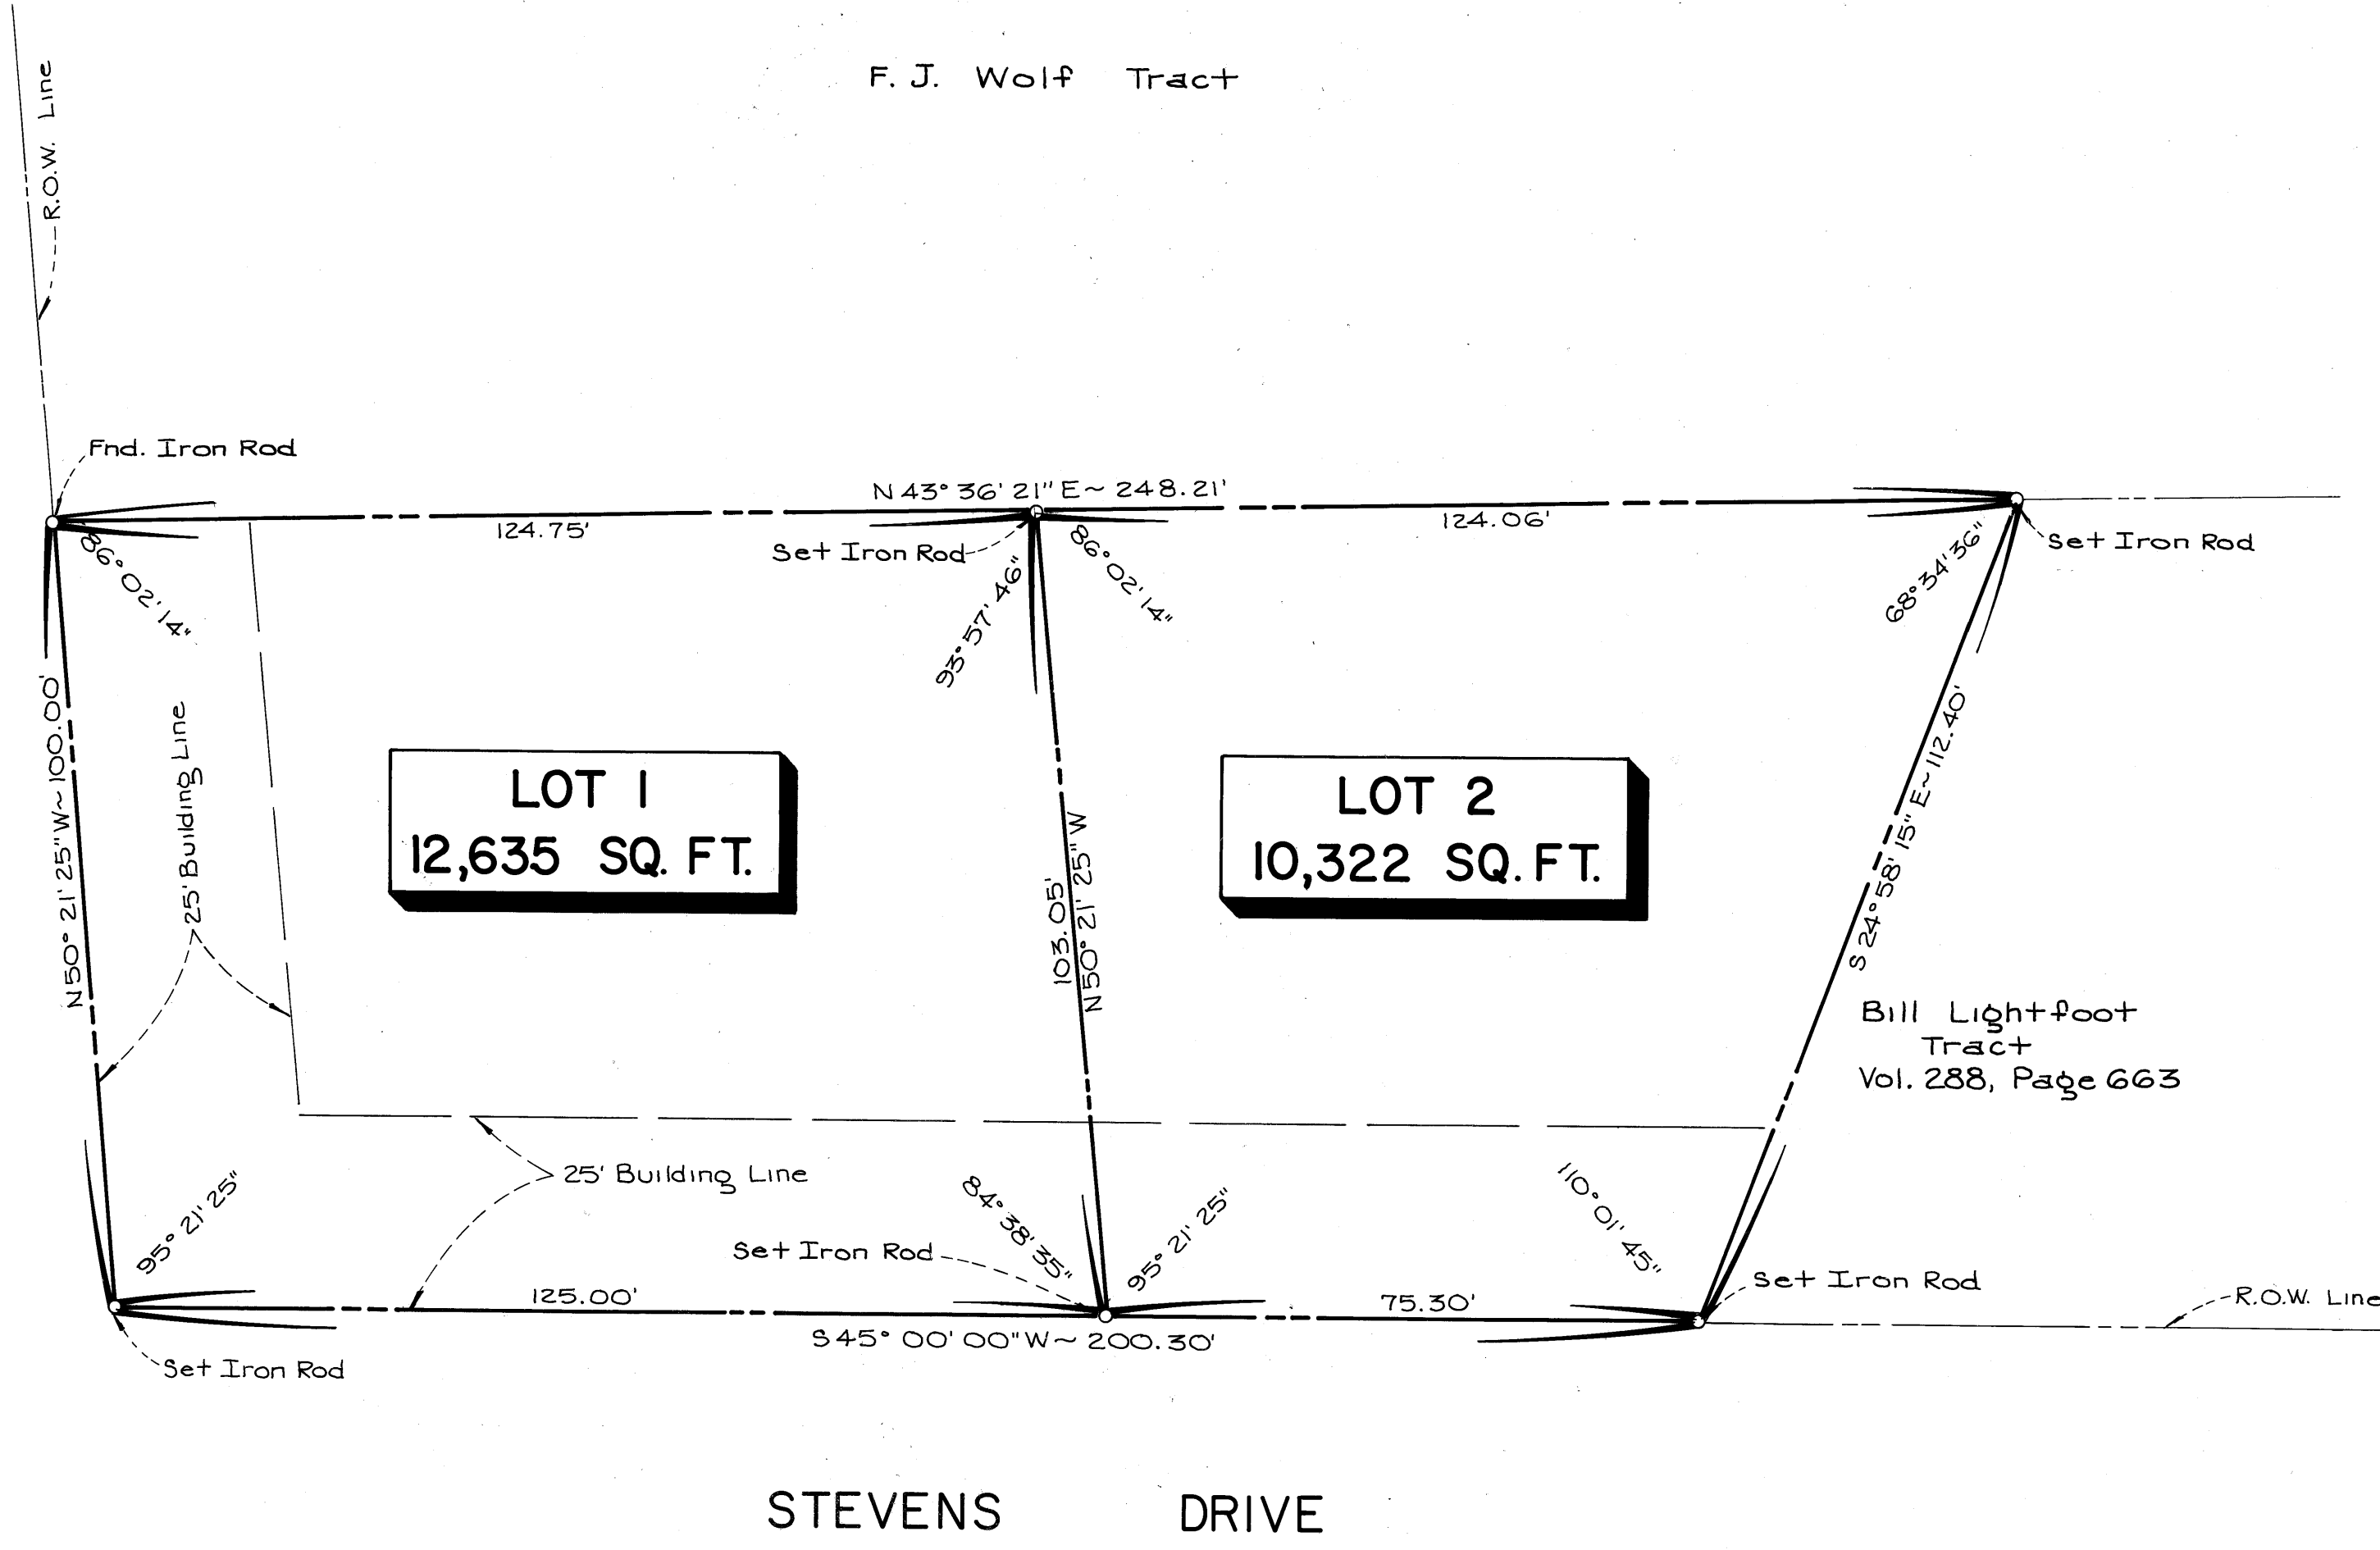 F. J. Wolf Tract
R.O.W. Line
Fnd. Iron Rod
N 43° 36' 21" E ~ 248.21'
124.75'
124.06'
Set Iron Rod
Set Iron Rod
86° 02' 14"
93° 57' 46"
86° 02' 14"
68° 34' 36"
N 50° 21' 25" W ~ 100.00'
25' Building Line
LOT 1
12,635 SQ. FT.
103.05'
N 50° 21' 25" W
LOT 2
10,322 SQ. FT.
S 24° 58' 15" E ~ 112.40'
Bill Lightfoot
Tract
Vol. 288, Page 663
95° 21' 25"
25' Building Line
84° 38' 35"
95° 21' 25"
110° 01' 45"
Set Iron Rod
Set Iron Rod
R.O.W. Line
125.00'
75.30'
S 45° 00' 00" W ~ 200.30'
Set Iron Rod
STEVENS DRIVE